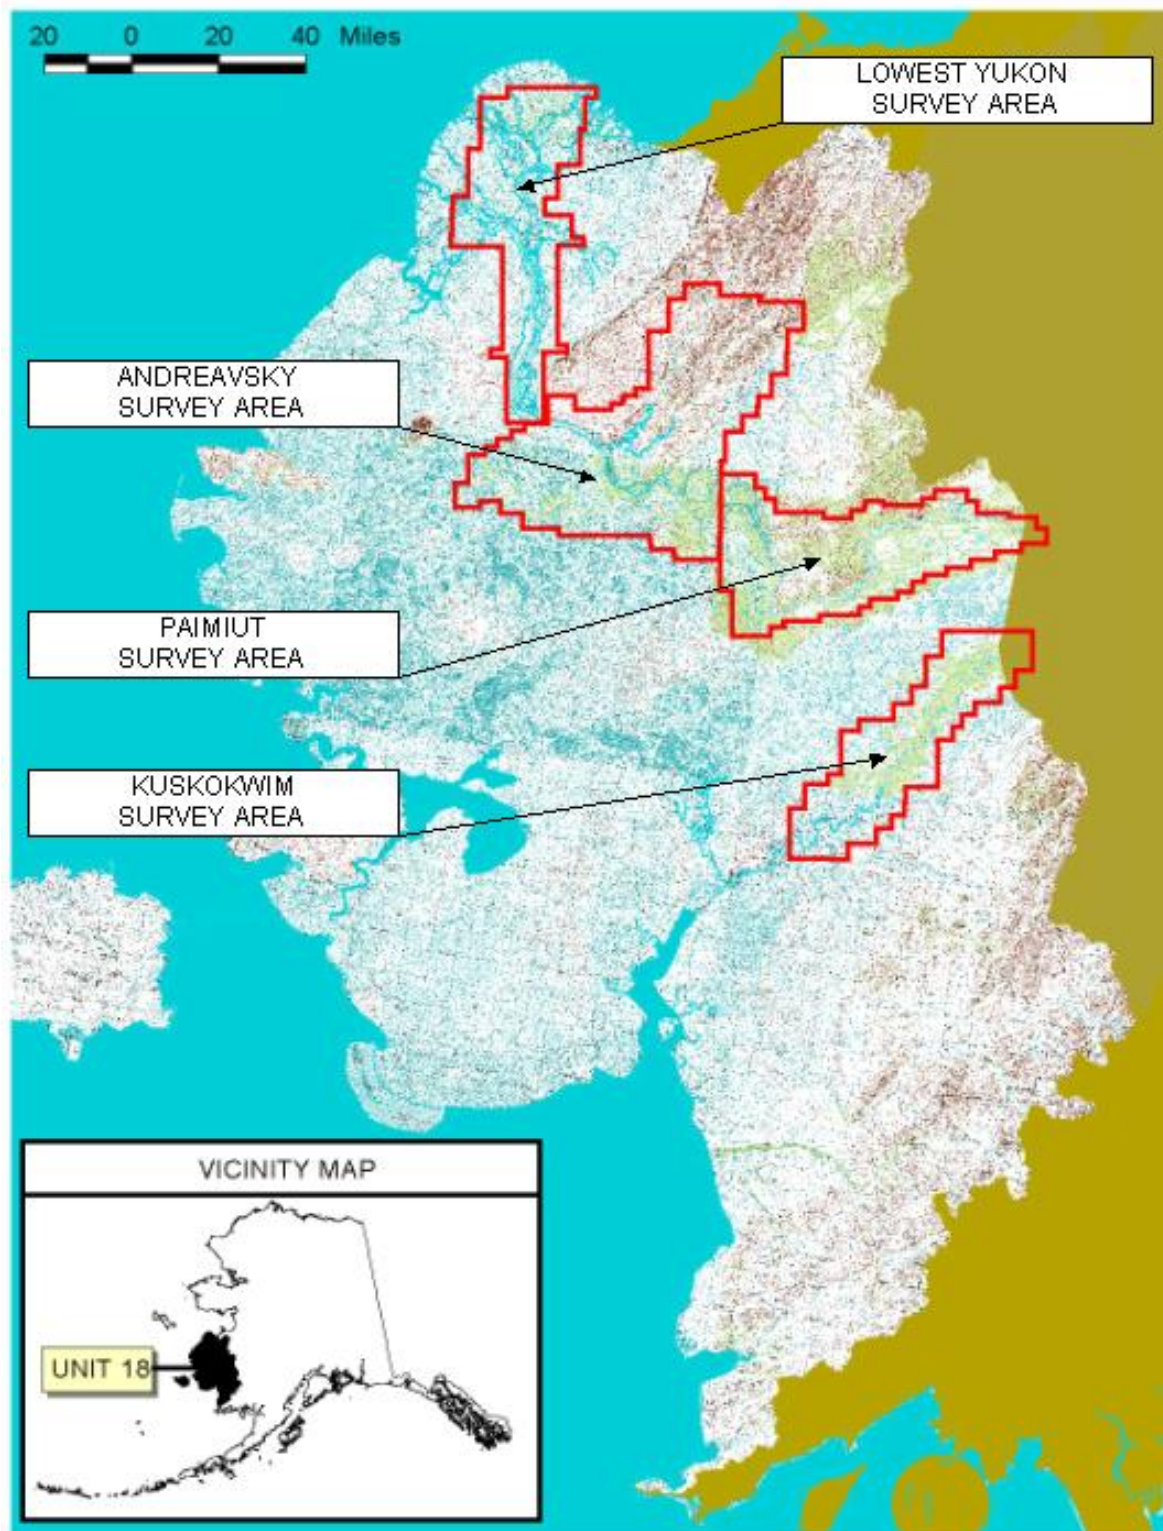 20 0 20 40 Miles
LOWEST YUKON
SURVEY AREA
ANDREAVSKY
SURVEY AREA
PAIMIUT
SURVEY AREA
KUSKOKWIM
SURVEY AREA
VICINITY MAP
UNIT 18